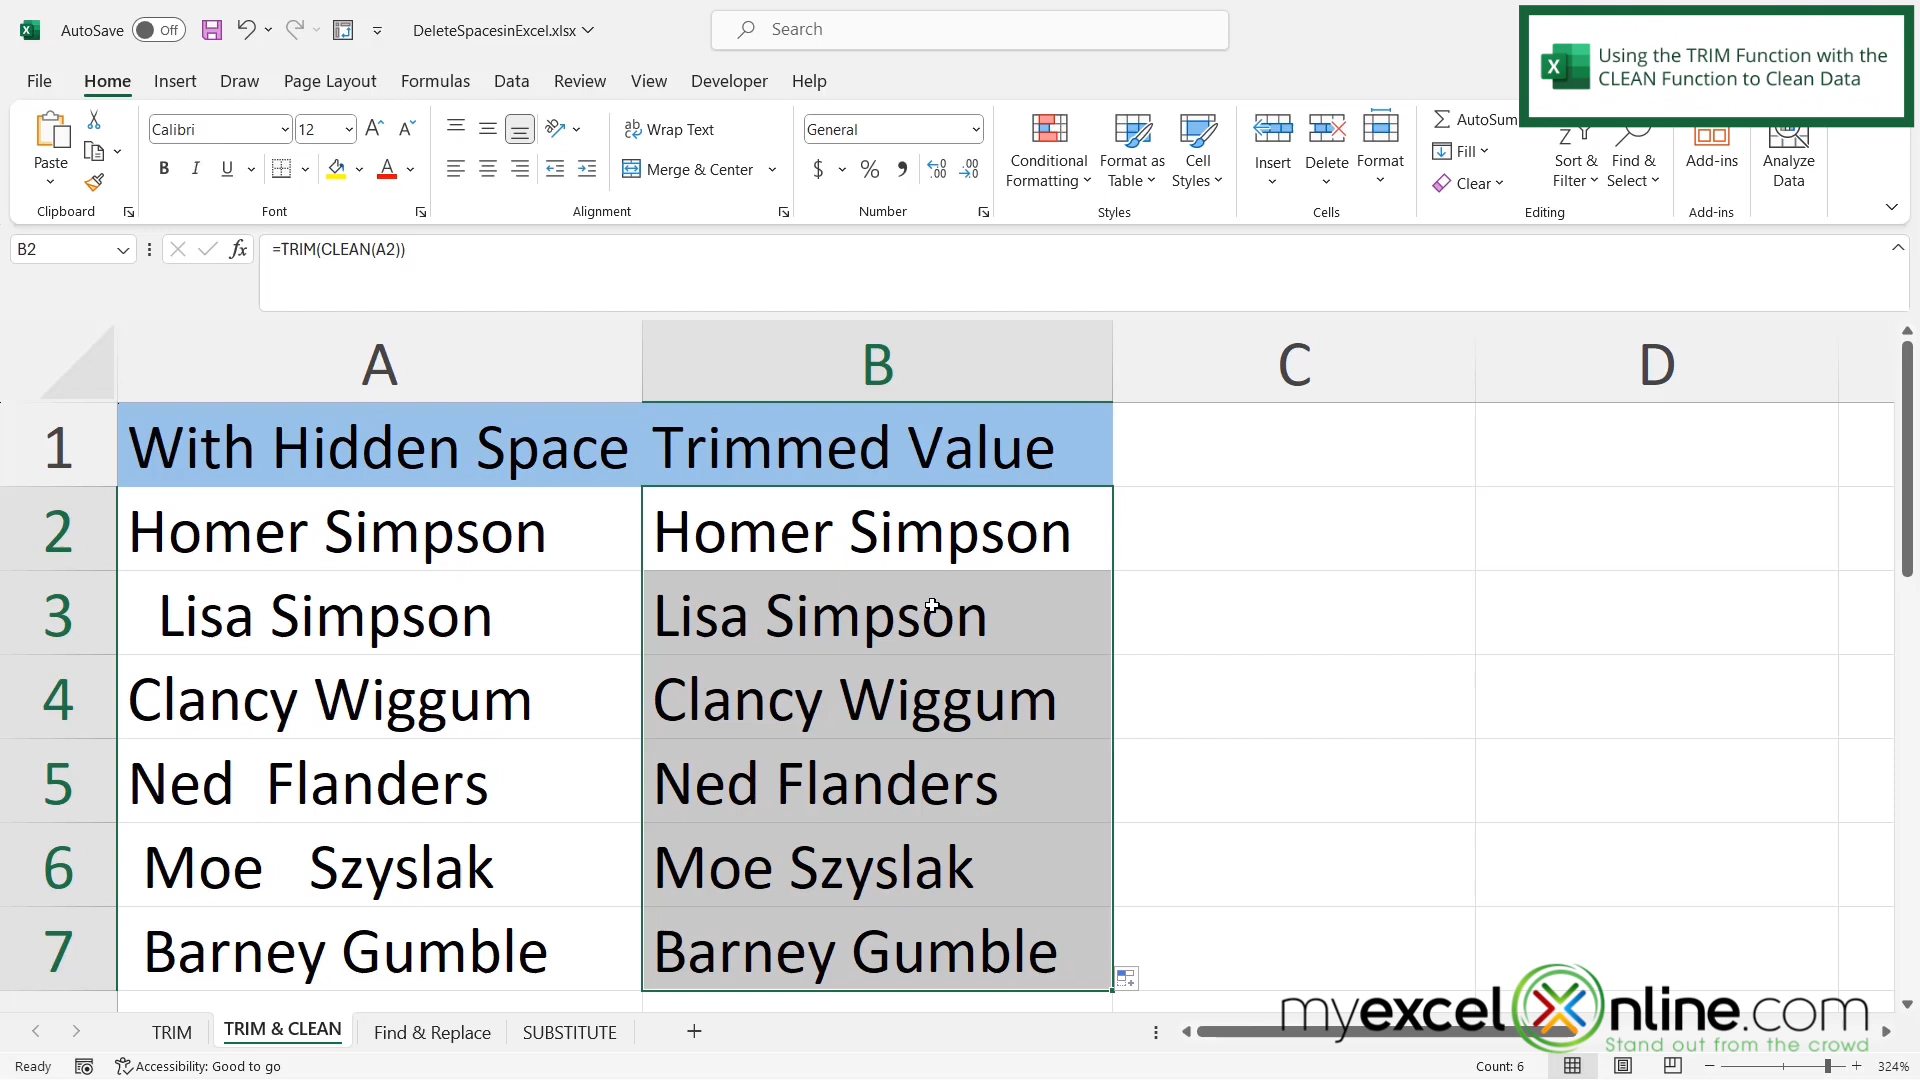 AutoSave Off DeleteSpacesinExcel.xlsx Search
Using the TRIM Function with the
CLEAN Function to Clean Data
File Home Insert Draw Page Layout Formulas Data Review View Developer Help
Paste
Calibri 12
B I U
A A
ab Wrap Text
Merge & Center
General
$ % ,
Conditional
Formatting
Format as
Table
Cell
Styles
Insert
Delete
Format
AutoSum
Fill
Clear
Sort &
Filter
Find &
Select
Add-ins
Analyze
Data
Clipboard Font Alignment Number Styles Cells Editing Add-ins
B2 fx =TRIM(CLEAN(A2))
A B C D
1 With Hidden Space Trimmed Value
2 Homer Simpson Homer Simpson
3 Lisa Simpson Lisa Simpson
4 Clancy Wiggum Clancy Wiggum
5 Ned  Flanders Ned Flanders
6 Moe   Szyslak Moe Szyslak
7 Barney Gumble Barney Gumble
myexcelonline.com
Stand out from the crowd
TRIM TRIM & CLEAN Find & Replace SUBSTITUTE +
Ready Accessibility: Good to go Count: 6 324%